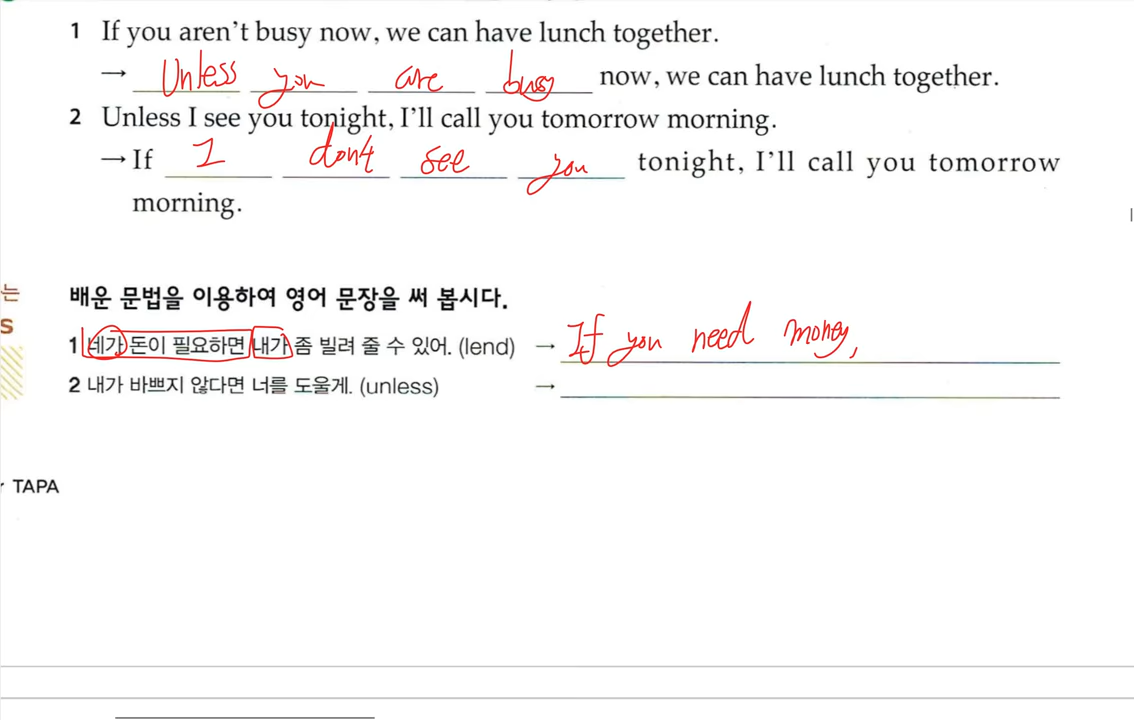 1 If you aren't busy now, we can have lunch together.
→ Unless you are busy now, we can have lunch together.
2 Unless I see you tonight, I'll call you tomorrow morning.
→ If I don't see you tonight, I'll call you tomorrow
morning.
는
배운 문법을 이용하여 영어 문장을 써 봅시다.
S
1 네가 돈이 필요하면 내가 좀 빌려 줄 수 있어. (lend) → If you need money,
2 내가 바쁘지 않다면 너를 도울게. (unless) →
TAPA